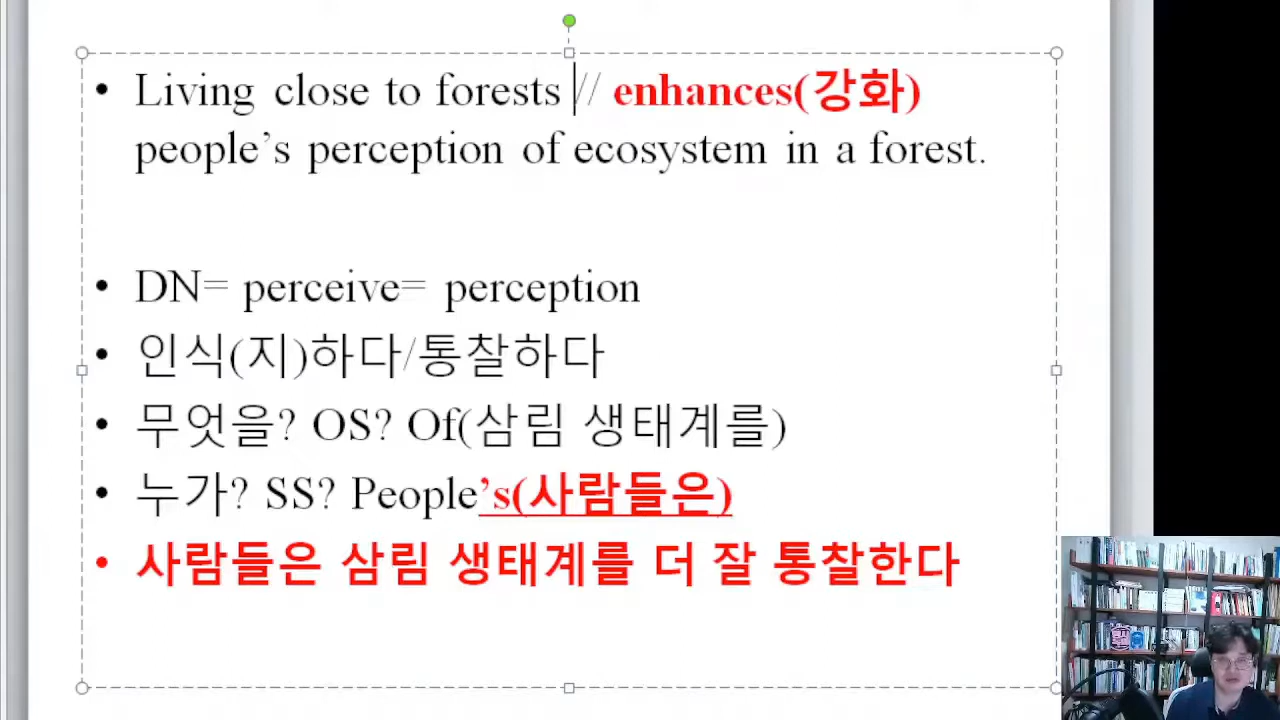 • Living close to forests // enhances(강화)
people's perception of ecosystem in a forest.
• DN= perceive= perception
• 인식(지)하다/통찰하다
• 무엇을? OS? Of(삼림 생태계를)
• 누가? SS? People's(사람들은)
• 사람들은 삼림 생태계를 더 잘 통찰한다